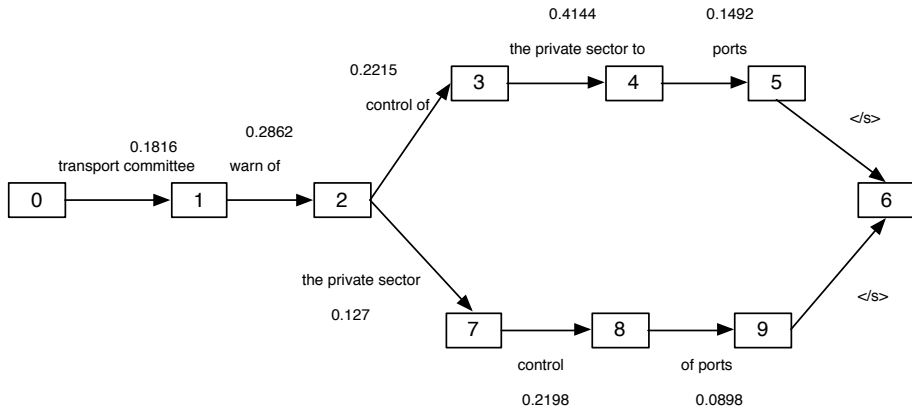 0.4144
0.1492
the private sector to
ports
0.2215
3
4
5
control of
</s>
0.2862
0.1816
transport committee
warn of
0
1
2
6
the private sector
0.127
</s>
7
8
9
control
of ports
0.2198
0.0898